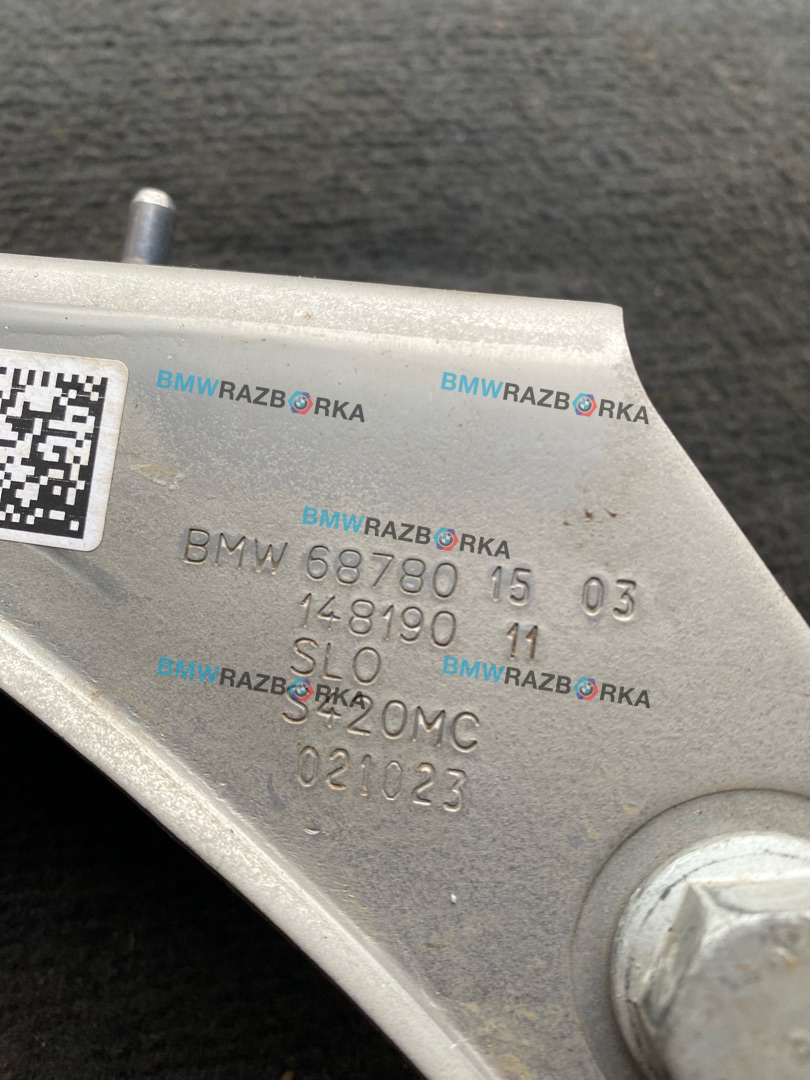 BMWRAZBORKA BMWRAZBORKA
BMWRAZBORKA
BMW 68780 15 03
148190 11
SLO
BMWRAZBORKA BMWRAZBORKA
S420MC
021023